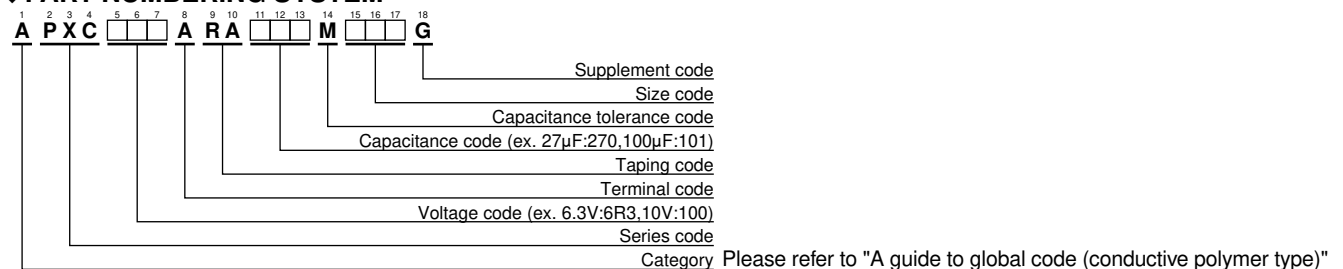 1 2 3 4 5 6 7 8 9 10 11 12 13 14 15 16 17 18
A PXC □□□ A RA □□□ M □□□ G
Supplement code
Size code
Capacitance tolerance code
Capacitance code (ex. 27µF:270,100µF:101)
Taping code
Terminal code
Voltage code (ex. 6.3V:6R3,10V:100)
Series code
Category Please refer to "A guide to global code (conductive polymer type)"